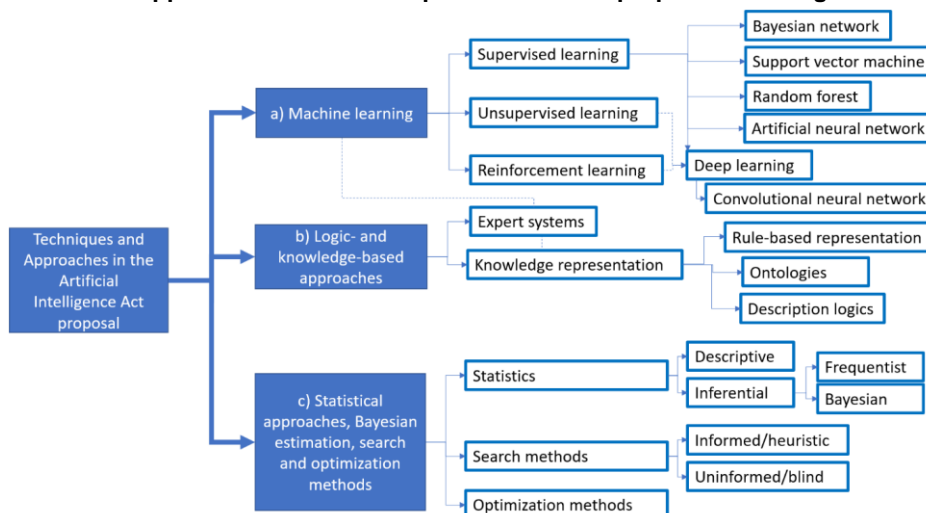 Techniques and
Approaches in the
Artificial
Intelligence Act
proposal
a) Machine learning
Supervised learning
Bayesian network
Support vector machine
Random forest
Artificial neural network
Unsupervised learning
Reinforcement learning
Deep learning
Convolutional neural network
b) Logic- and
knowledge-based
approaches
Expert systems
Knowledge representation
Rule-based representation
Ontologies
Description logics
c) Statistical
approaches, Bayesian
estimation, search
and optimization
methods
Statistics
Descriptive
Inferential
Frequentist
Bayesian
Search methods
Informed/heuristic
Uninformed/blind
Optimization methods